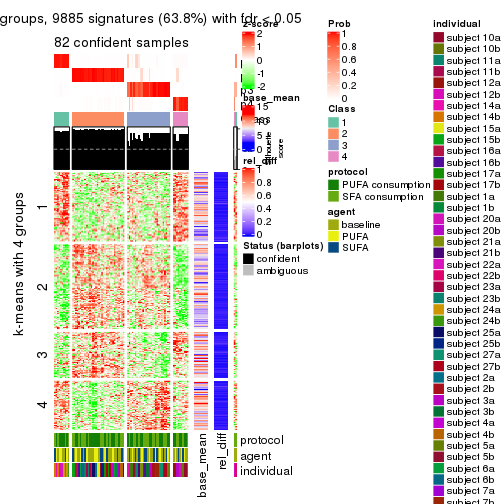 groups, 9885 signatures (63.8%) with fdr < 0.05
82 confident samples
k-means with 4 groups
1
2
3
4
protocol
agent
individual
base_mean
rel_diff
z-score
2
1
0
-1
-2
base_mean
15
10
5
0
rel_diff
1
0.8
0.6
0.4
0.2
0
Status (barplots)
confident
ambiguous
silhouette
score
Prob
1
0.8
0.6
0.4
0.2
0
Class
1
2
3
4
protocol
PUFA consumption
SFA consumption
agent
baseline
PUFA
SUFA
individual
subject 10a
subject 10b
subject 11a
subject 11b
subject 12a
subject 12b
subject 14a
subject 14b
subject 15a
subject 15b
subject 16a
subject 16b
subject 17a
subject 17b
subject 1a
subject 1b
subject 20a
subject 20b
subject 21a
subject 21b
subject 22a
subject 22b
subject 23a
subject 23b
subject 24a
subject 24b
subject 25a
subject 25b
subject 27a
subject 27b
subject 2a
subject 2b
subject 3a
subject 3b
subject 4a
subject 4b
subject 5a
subject 5b
subject 6a
subject 6b
subject 7a
subject 7b